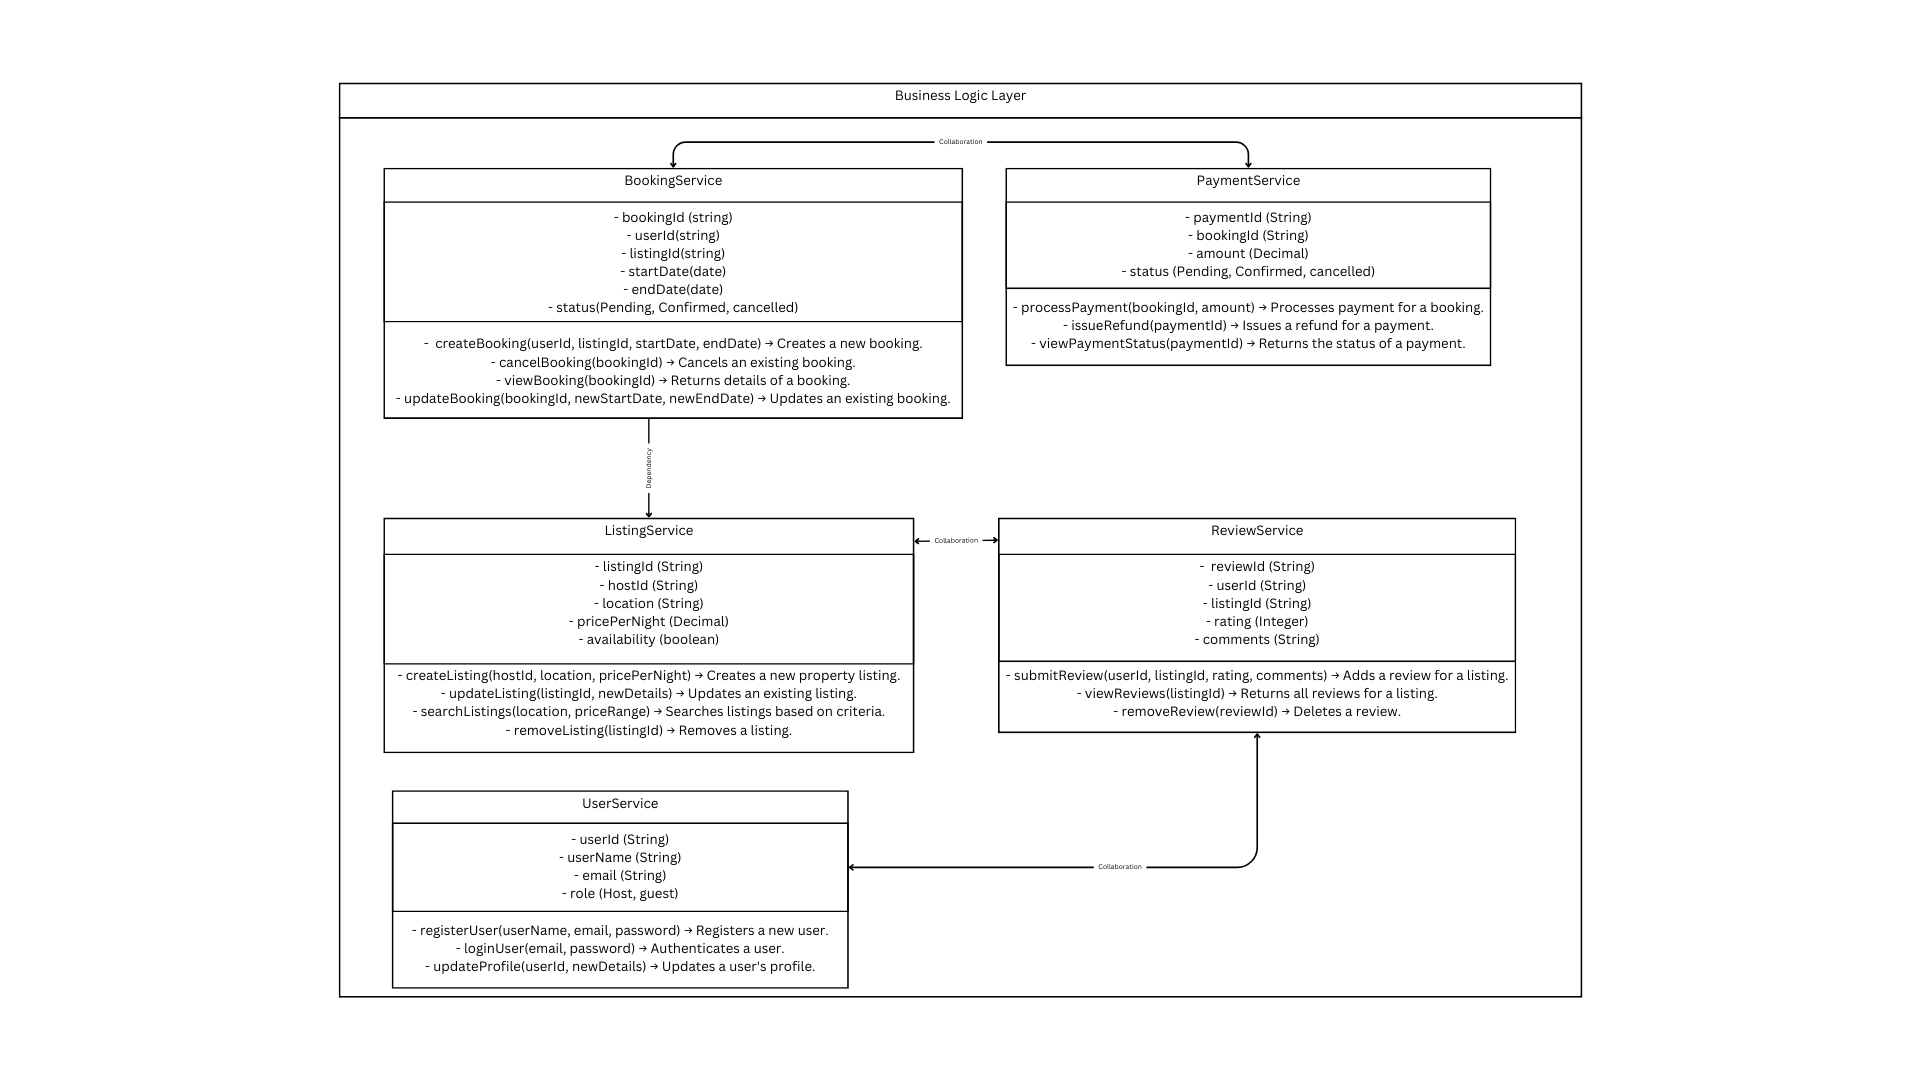 Business Logic Layer
Collaboration
BookingService
- bookingId (string)
- userId(string)
- listingId(string)
- startDate(date)
- endDate(date)
- status(Pending, Confirmed, cancelled)
- createBooking(userId, listingId, startDate, endDate) → Creates a new booking.
- cancelBooking(bookingId) → Cancels an existing booking.
- viewBooking(bookingId) → Returns details of a booking.
- updateBooking(bookingId, newStartDate, newEndDate) → Updates an existing booking.
PaymentService
- paymentId (String)
- bookingId (String)
- amount (Decimal)
- status (Pending, Confirmed, cancelled)
- processPayment(bookingId, amount) → Processes payment for a booking.
- issueRefund(paymentId) → Issues a refund for a payment.
- viewPaymentStatus(paymentId) → Returns the status of a payment.
Dependency
ListingService
- listingId (String)
- hostId (String)
- location (String)
- pricePerNight (Decimal)
- availability (boolean)
- createListing(hostId, location, pricePerNight) → Creates a new property listing.
- updateListing(listingId, newDetails) → Updates an existing listing.
- searchListings(location, priceRange) → Searches listings based on criteria.
- removeListing(listingId) → Removes a listing.
Collaboration
ReviewService
- reviewId (String)
- userId (String)
- listingId (String)
- rating (Integer)
- comments (String)
- submitReview(userId, listingId, rating, comments) → Adds a review for a listing.
- viewReviews(listingId) → Returns all reviews for a listing.
- removeReview(reviewId) → Deletes a review.
UserService
- userId (String)
- userName (String)
- email (String)
- role (Host, guest)
- registerUser(userName, email, password) → Registers a new user.
- loginUser(email, password) → Authenticates a user.
- updateProfile(userId, newDetails) → Updates a user's profile.
Collaboration